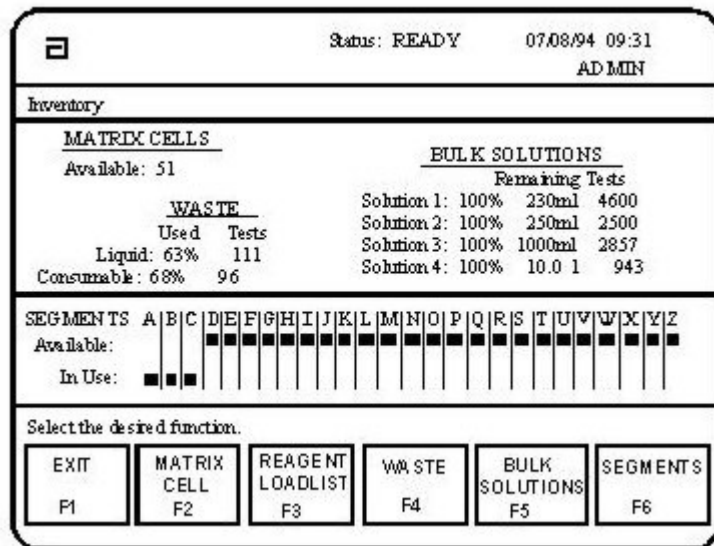 Status: READY 07/08/94 09:31
ADMIN
Inventory
MATRIX CELLS
Available: 51
WASTE
Used Tests
Liquid: 63% 111
Consumable: 68% 96
BULK SOLUTIONS
Remaining Tests
Solution 1: 100% 230ml 4600
Solution 2: 100% 250ml 2500
Solution 3: 100% 1000ml 2857
Solution 4: 100% 10.0 l 943
SEGMENTS A B C D E F G H I J K L M N O P Q R S T U V W X Y Z
Available:
In Use:
Select the desired function.
EXIT F1
MATRIX CELL F2
REAGENT LOADLIST F3
WASTE F4
BULK SOLUTIONS F5
SEGMENTS F6